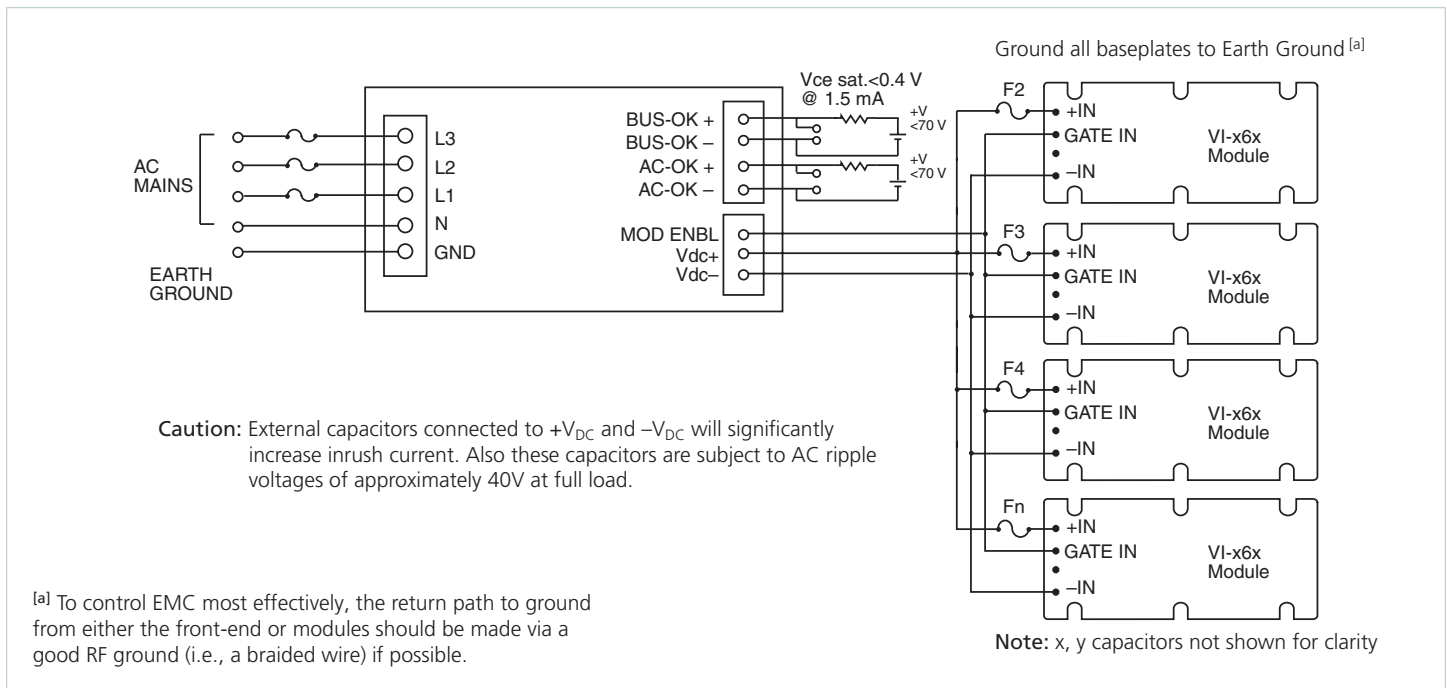 Ground all baseplates to Earth Ground [a]
Vce sat.<0.4 V
@ 1.5 mA
+V
<70 V
+V
<70 V
BUS-OK +
BUS-OK –
AC-OK +
AC-OK –
MOD ENBL
Vdc+
Vdc–
L3
L2
L1
N
GND
AC
MAINS
EARTH
GROUND
F2
+IN
GATE IN
–IN
VI-x6x
Module
F3
+IN
GATE IN
–IN
VI-x6x
Module
F4
+IN
GATE IN
–IN
VI-x6x
Module
Fn
+IN
GATE IN
–IN
VI-x6x
Module
Caution: External capacitors connected to +VDC and –VDC will significantly
increase inrush current. Also these capacitors are subject to AC ripple
voltages of approximately 40V at full load.
[a] To control EMC most effectively, the return path to ground
from either the front-end or modules should be made via a
good RF ground (i.e., a braided wire) if possible.
Note: x, y capacitors not shown for clarity